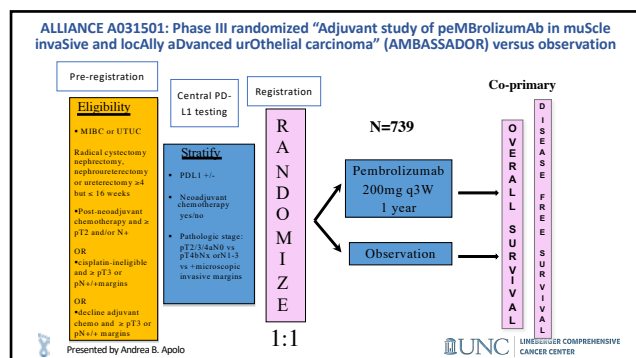 ALLIANCE A031501: Phase III randomized "Adjuvant study of peMBrolizumAb in muScle
invaSive and locAlly aDvanced urOthelial carcinoma" (AMBASSADOR) versus observation
Pre-registration
Eligibility
• MIBC or UTUC
Radical cystectomy
nephrectomy,
nephroureterectomy
or ureterectomy ≥4
but ≤ 16 weeks
•Post-neoadjuvant
chemotherapy and ≥
pT2 and/or N+
OR
•cisplatin-ineligible
and ≥ pT3 or
pN+/+margins
OR
•decline adjuvant
chemo and ≥ pT3 or
pN+/+ margins
Central PD-
L1 testing
Stratify
• PDL1 +/-
• Neoadjuvant
chemotherapy
yes/no
• Pathologic stage:
pT2/3/4aN0 vs
pT4bNx orN1-3
vs +microscopic
invasive margins
Registration
R
A
N
D
O
M
I
Z
E
1:1
N=739
Pembrolizumab
200mg q3W
1 year
Observation
Co-primary
OVERALL SURVIVAL
DISEASE FREE SURVIVAL
Presented by Andrea B. Apolo
UNC
LINEBERGER COMPREHENSIVE
CANCER CENTER